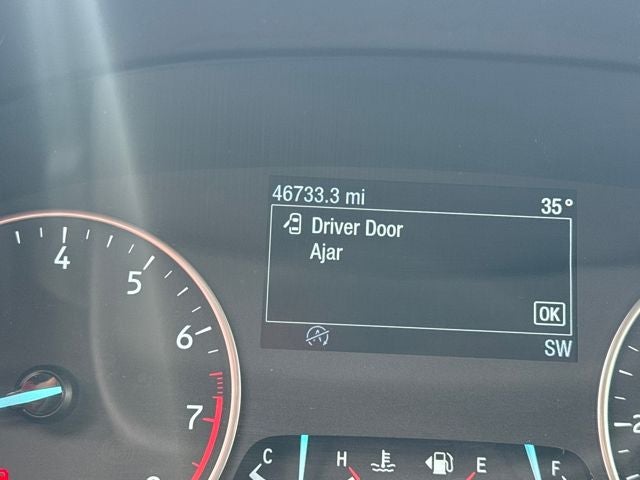 46733.3 mi 35°
Driver Door
Ajar
OK
SW
4
5
6
7
C H E F